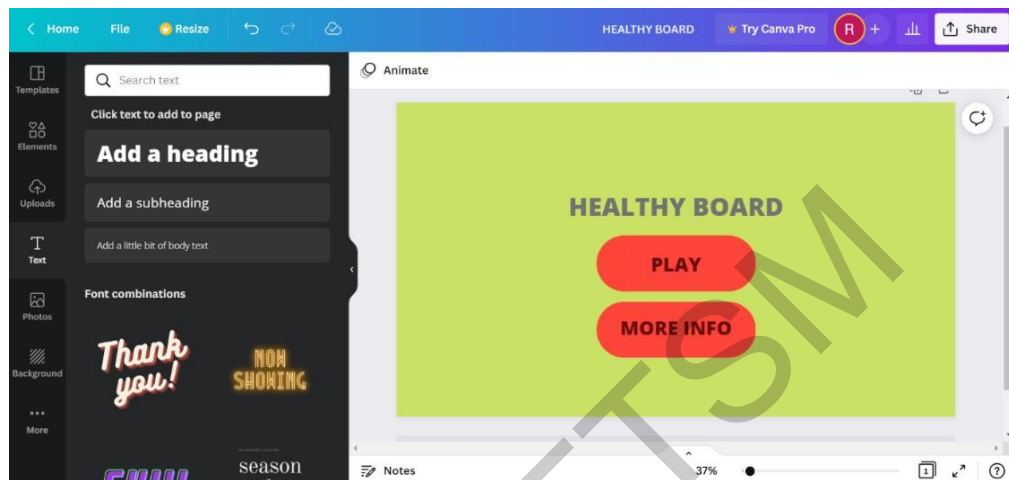 Home File Resize HEALTHY BOARD Try Canva Pro R + Share
Templates
Elements
Uploads
Text
Photos
Background
More
Search text
Click text to add to page
Add a heading
Add a subheading
Add a little bit of body text
Font combinations
Thank
you!
NOW
SHOWING
season
Animate
HEALTHY BOARD
PLAY
MORE INFO
Notes 37% 1 ?
FTSM